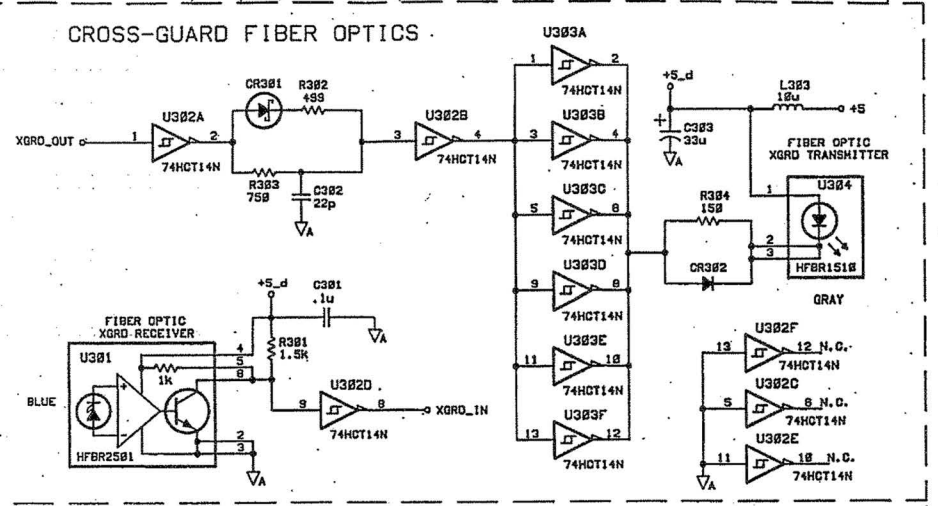 CROSS-GUARD FIBER OPTICS
U303A
1 2
74HCT14N
CR301 R302
499
U302A
XGRD_OUT 1 2
74HCT14N
R303
750
C302
22p
A
U302B
3 4
74HCT14N
U303B
3 4
74HCT14N
U303C
5 6
74HCT14N
U303D
9 8
74HCT14N
U303E
11 10
74HCT14N
U303F
13 12
74HCT14N
+5_d
L303
10u
+5
+ C303
33u
A
FIBER OPTIC
XGRD TRANSMITTER
U304
1
2
3
HFBR1510
GRAY
R304
150
CR302
+5_d
C301
.1u
A
R301
1.5K
FIBER OPTIC
XGRD RECEIVER
U301
4
5
8
1k
+
-
2
3
BLUE
HFBR2501
A
U302D
9 8
XGRD_IN
74HCT14N
U302F
13 12 N.C.
74HCT14N
U302C
5 6 N.C.
74HCT14N
U302E
11 10 N.C.
74HCT14N
A